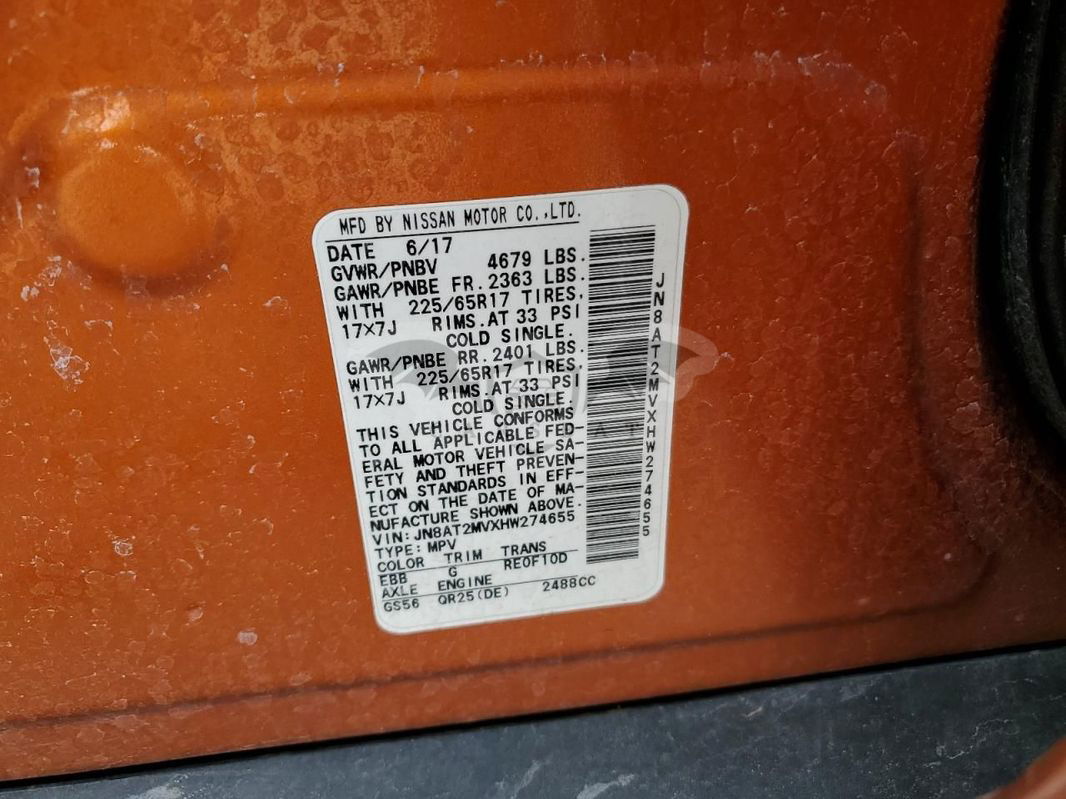 MFD BY NISSAN MOTOR CO.,LTD.
DATE 6/17
GVWR/PNBV 4679 LBS.
GAWR/PNBE FR.2363 LBS.
WITH 225/65R17 TIRES,
17×7J RIMS.AT 33 PSI
COLD SINGLE.
GAWR/PNBE RR.2401 LBS.
WITH 225/65R17 TIRES,
17×7J RIMS.AT 33 PSI
COLD SINGLE.
THIS VEHICLE CONFORMS
TO ALL APPLICABLE FED-
ERAL MOTOR VEHICLE SA-
FETY AND THEFT PREVEN-
TION STANDARDS IN EFF-
ECT ON THE DATE OF MA-
NUFACTURE SHOWN ABOVE.
VIN:JN8AT2MVXHW274655
TYPE:MPV
COLOR TRIM TRANS
EBB G RE0F10D
AXLE ENGINE
GS56 QR25(DE) 2488CC
JN8AT2MVXHW274655